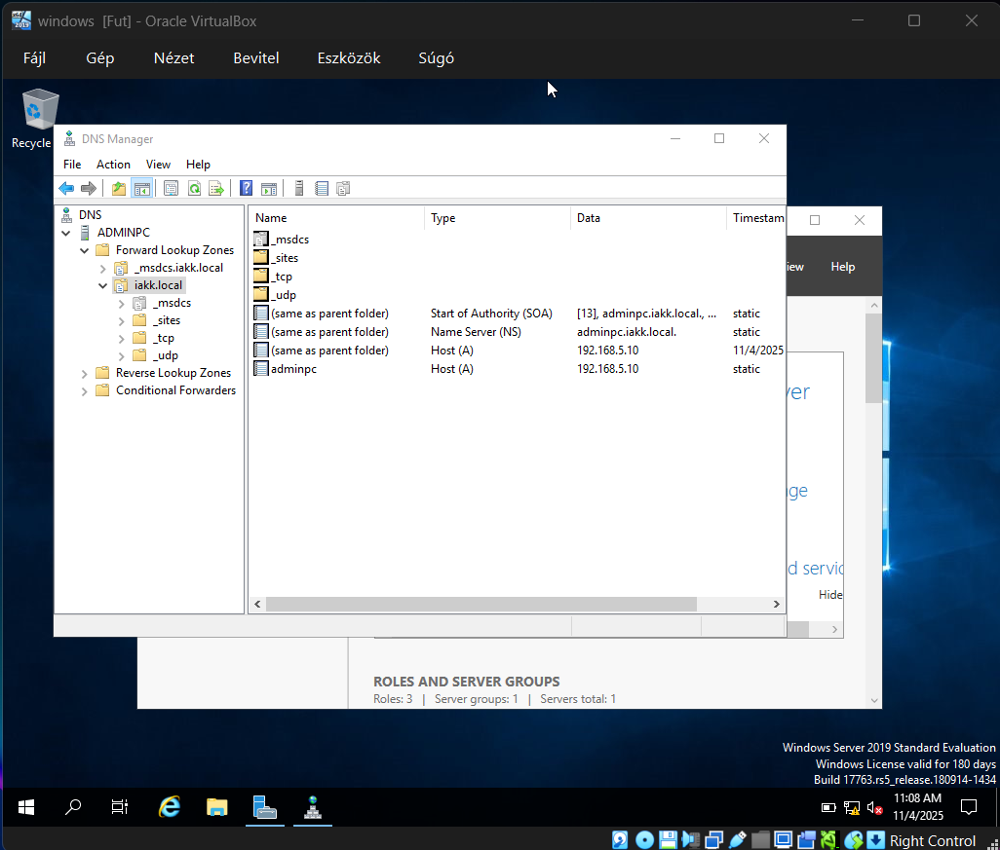 windows [Fut] - Oracle VirtualBox
Fájl Gép Nézet Bevitel Eszközök Súgó
Recycle
DNS Manager
File Action View Help
DNS
ADMINPC
Forward Lookup Zones
_msdcs.iakk.local
iakk.local
_msdcs
_sites
_tcp
_udp
Reverse Lookup Zones
Conditional Forwarders
Name Type Data Timestam
_msdcs
_sites
_tcp
_udp
(same as parent folder) Start of Authority (SOA) [13], adminpc.iakk.local., ... static
(same as parent folder) Name Server (NS) adminpc.iakk.local. static
(same as parent folder) Host (A) 192.168.5.10 11/4/2025
adminpc Host (A) 192.168.5.10 static
iew Help
ver
ge
d servic
Hide
ROLES AND SERVER GROUPS
Roles: 3 | Server groups: 1 | Servers total: 1
Windows Server 2019 Standard Evaluation
Windows License valid for 180 days
Build 17763.rs5_release.180914-1434
11:08 AM
11/4/2025
Right Control